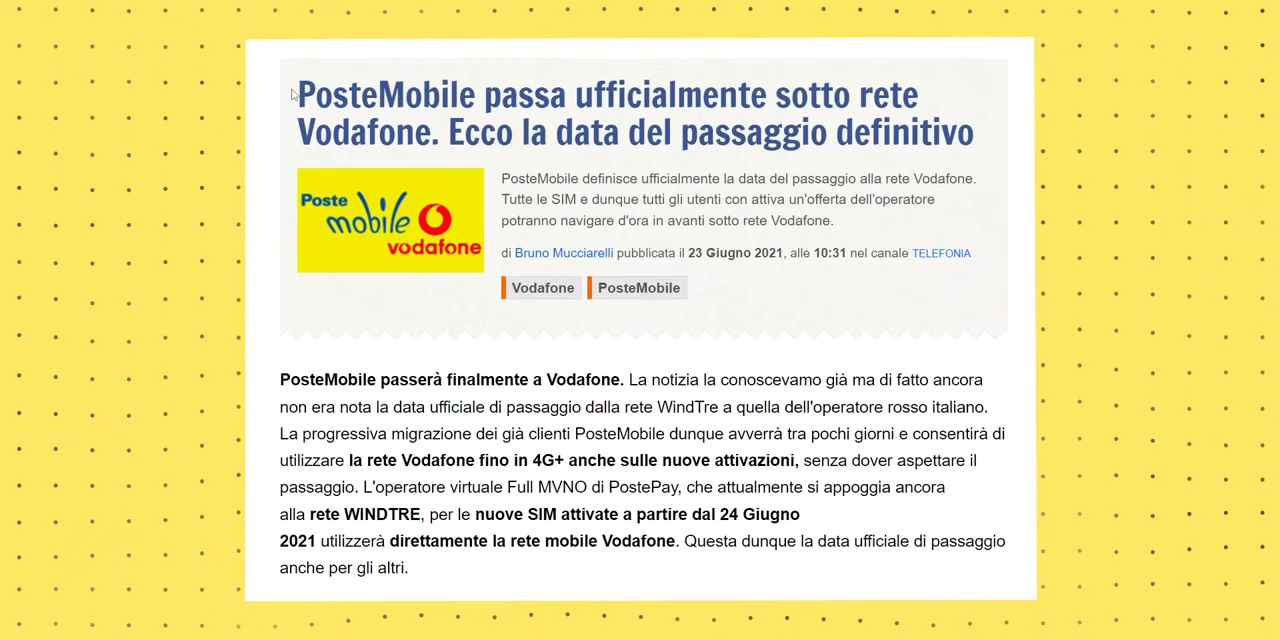 PosteMobile passa ufficialmente sotto rete
Vodafone. Ecco la data del passaggio definitivo
Poste
mobile
vodafone
PosteMobile definisce ufficialmente la data del passaggio alla rete Vodafone.
Tutte le SIM e dunque tutti gli utenti con attiva un'offerta dell'operatore
potranno navigare d'ora in avanti sotto rete Vodafone.
di Bruno Mucciarelli pubblicata il 23 Giugno 2021, alle 10:31 nel canale TELEFONIA
Vodafone PosteMobile
PosteMobile passerà finalmente a Vodafone. La notizia la conoscevamo già ma di fatto ancora
non era nota la data ufficiale di passaggio dalla rete WindTre a quella dell'operatore rosso italiano.
La progressiva migrazione dei già clienti PosteMobile dunque avverrà tra pochi giorni e consentirà di
utilizzare la rete Vodafone fino in 4G+ anche sulle nuove attivazioni, senza dover aspettare il
passaggio. L'operatore virtuale Full MVNO di PostePay, che attualmente si appoggia ancora
alla rete WINDTRE, per le nuove SIM attivate a partire dal 24 Giugno
2021 utilizzerà direttamente la rete mobile Vodafone. Questa dunque la data ufficiale di passaggio
anche per gli altri.